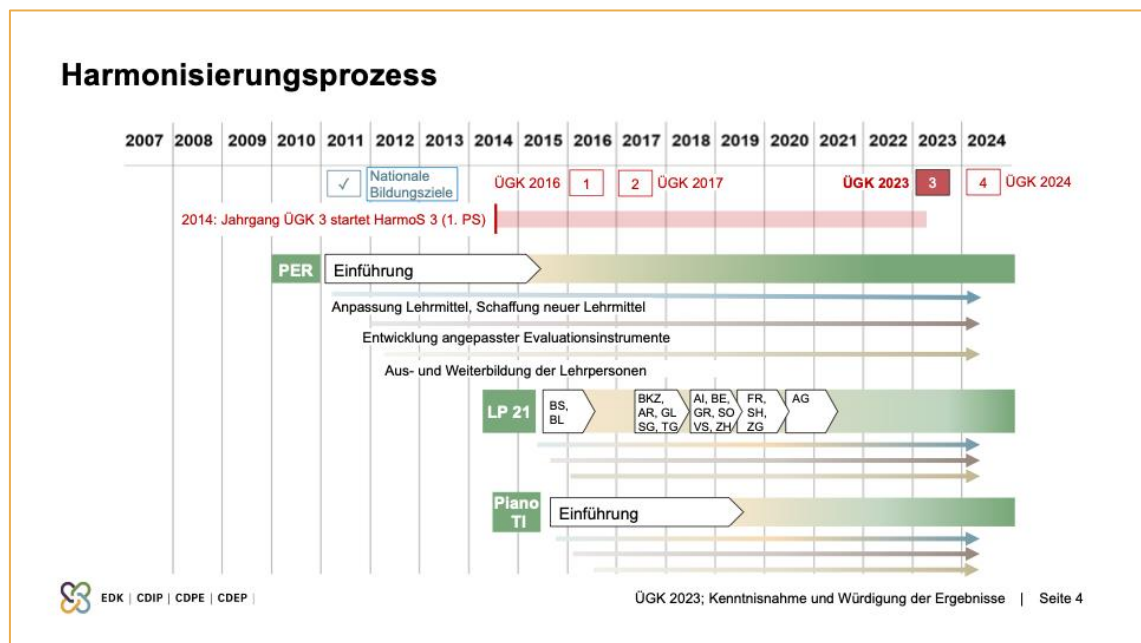 Harmonisierungsprozess
2007 2008 2009 2010 2011 2012 2013 2014 2015 2016 2017 2018 2019 2020 2021 2022 2023 2024
✓ Nationale
Bildungsziele
ÜGK 2016 1 2 ÜGK 2017 ÜGK 2023 3 4 ÜGK 2024
2014: Jahrgang ÜGK 3 startet HarmoS 3 (1. PS)
PER Einführung
Anpassung Lehrmittel, Schaffung neuer Lehrmittel
Entwicklung angepasster Evaluationsinstrumente
Aus- und Weiterbildung der Lehrpersonen
LP 21
BS,
BL
BKZ,
AR, GL
SG, TG
AI, BE,
GR, SO
VS, ZH
FR,
SH,
ZG
AG
Piano
TI
Einführung
EDK | CDIP | CDPE | CDEP |
ÜGK 2023; Kenntnisnahme und Würdigung der Ergebnisse | Seite 4